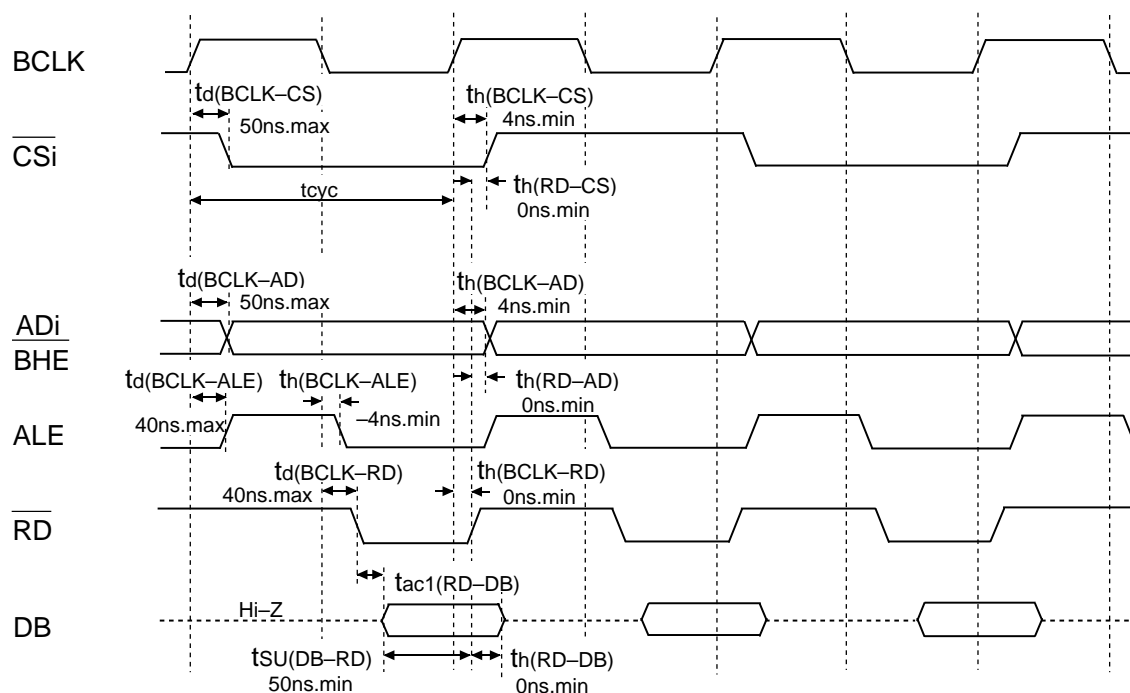 BCLK
td(BCLK–CS)
50ns.max
th(BCLK–CS)
4ns.min
CSi
tcyc
th(RD–CS)
0ns.min
td(BCLK–AD)
50ns.max
th(BCLK–AD)
4ns.min
ADi
BHE
td(BCLK–ALE)
40ns.max
th(BCLK–ALE)
–4ns.min
th(RD–AD)
0ns.min
ALE
td(BCLK–RD)
40ns.max
th(BCLK–RD)
0ns.min
RD
tac1(RD–DB)
Hi–Z
DB
tSU(DB–RD)
50ns.min
th(RD–DB)
0ns.min